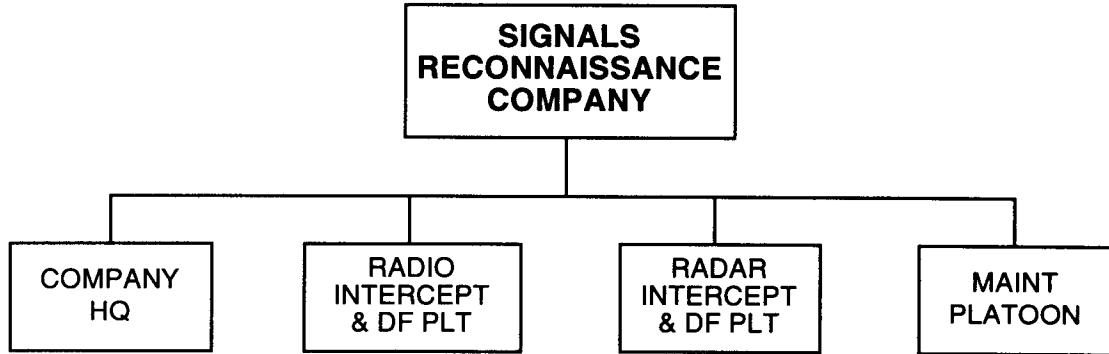 SIGNALS
RECONNAISSANCE
COMPANY
COMPANY
HQ
RADIO
INTERCEPT
& DF PLT
RADAR
INTERCEPT
& DF PLT
MAINT
PLATOON